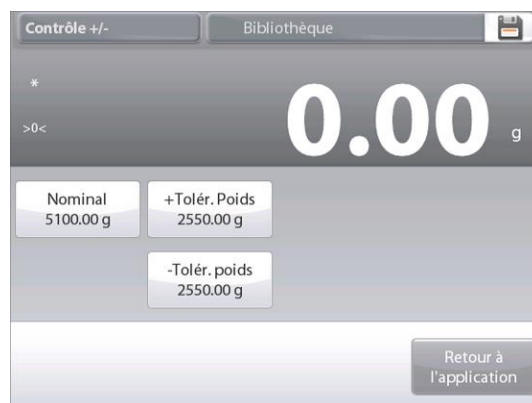 Contrôle +/-
Bibliothèque
*
>0<
0.00 g
Nominal
5100.00 g
+Tolér. Poids
2550.00 g
-Tolér. poids
2550.00 g
Retour à
l'application